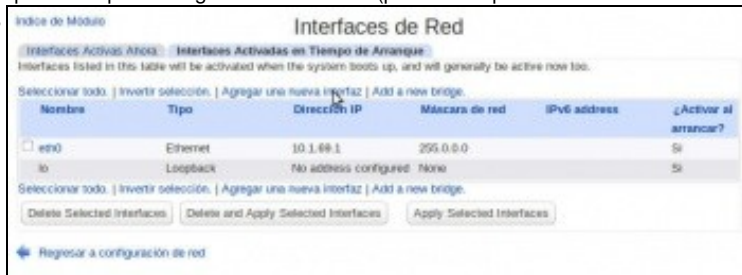 Índice de Módulo
Interfaces de Red
Interfaces Activas Ahora Interfaces Activadas en Tiempo de Arranque
Interfaces listed in this table will be activated when the system boots up, and will generally be active now too.
Seleccionar todo. | Invertir selección. | Agregar una nueva interfaz | Add a new bridge.
Nombre Tipo Dirección IP Máscara de red IPv6 address ¿Activar al arrancar?
eth0 Ethernet 10.1.69.1 255.0.0.0 Si
lo Loopback No address configured None Si
Seleccionar todo. | Invertir selección. | Agregar una nueva interfaz | Add a new bridge.
Delete Selected Interfaces Delete and Apply Selected Interfaces Apply Selected Interfaces
Regresar a configuración de red